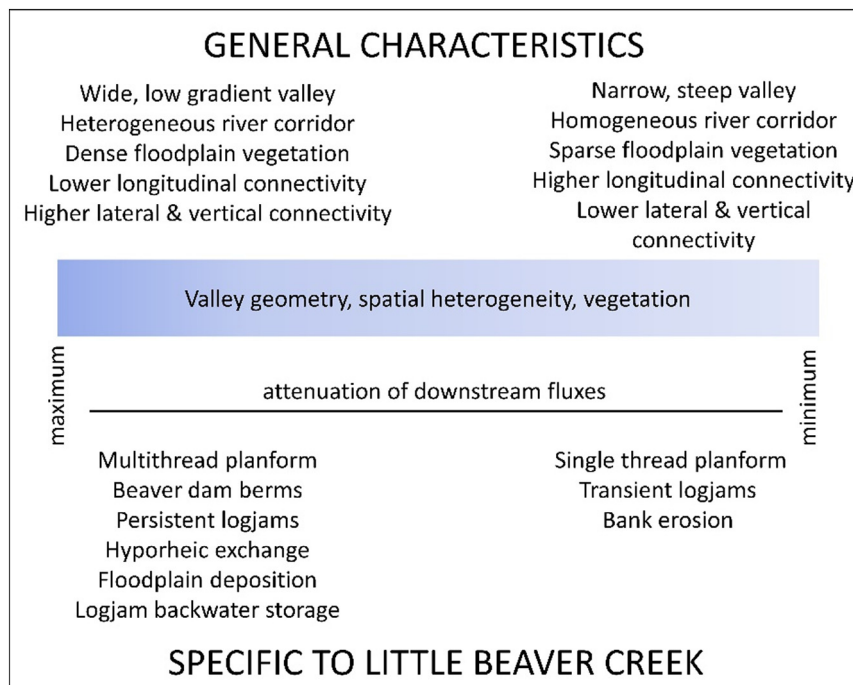 GENERAL CHARACTERISTICS
Wide, low gradient valley
Heterogeneous river corridor
Dense floodplain vegetation
Lower longitudinal connectivity
Higher lateral & vertical connectivity
Narrow, steep valley
Homogeneous river corridor
Sparse floodplain vegetation
Higher longitudinal connectivity
Lower lateral & vertical
connectivity
Valley geometry, spatial heterogeneity, vegetation
maximum
attenuation of downstream fluxes
minimum
Multithread planform
Beaver dam berms
Persistent logjams
Hyporheic exchange
Floodplain deposition
Logjam backwater storage
Single thread planform
Transient logjams
Bank erosion
SPECIFIC TO LITTLE BEAVER CREEK